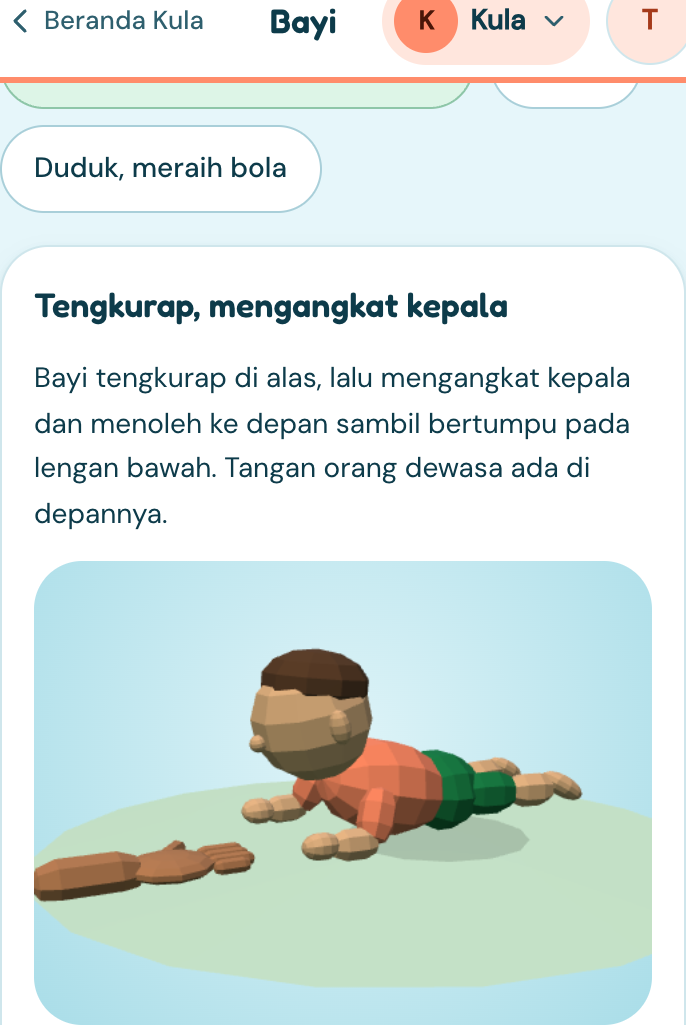 Beranda Kula
Bayi
K
Kula
T
Duduk, meraih bola
Tengkurap, mengangkat kepala
Bayi tengkurap di alas, lalu mengangkat kepala
dan menoleh ke depan sambil bertumpu pada
lengan bawah. Tangan orang dewasa ada di
depannya.